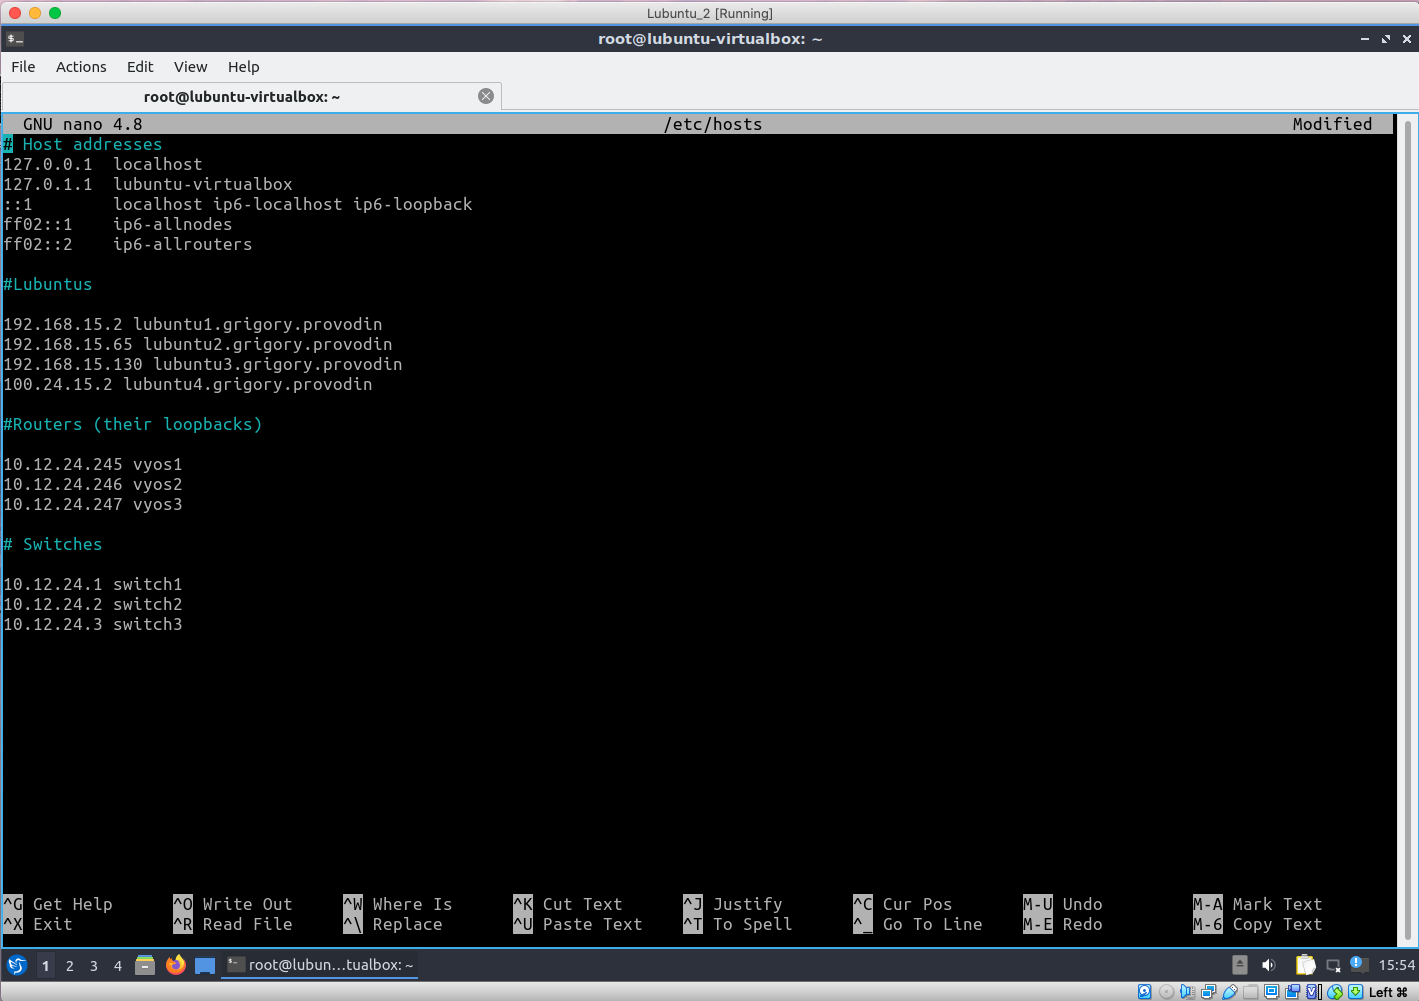 Lubuntu_2 [Running]
root@lubuntu-virtualbox: ~
File Actions Edit View Help
root@lubuntu-virtualbox: ~
GNU nano 4.8 /etc/hosts Modified
# Host addresses
127.0.0.1 localhost
127.0.1.1 lubuntu-virtualbox
::1 localhost ip6-localhost ip6-loopback
ff02::1 ip6-allnodes
ff02::2 ip6-allrouters
#Lubuntus
192.168.15.2 lubuntu1.grigory.provodin
192.168.15.65 lubuntu2.grigory.provodin
192.168.15.130 lubuntu3.grigory.provodin
100.24.15.2 lubuntu4.grigory.provodin
#Routers (their loopbacks)
10.12.24.245 vyos1
10.12.24.246 vyos2
10.12.24.247 vyos3
# Switches
10.12.24.1 switch1
10.12.24.2 switch2
10.12.24.3 switch3
^G Get Help ^O Write Out ^W Where Is ^K Cut Text ^J Justify ^C Cur Pos M-U Undo M-A Mark Text
^X Exit ^R Read File ^\ Replace ^U Paste Text ^T To Spell ^_ Go To Line M-E Redo M-6 Copy Text
1 2 3 4 root@lubun…tualbox: ~ 15:54
Left ⌘